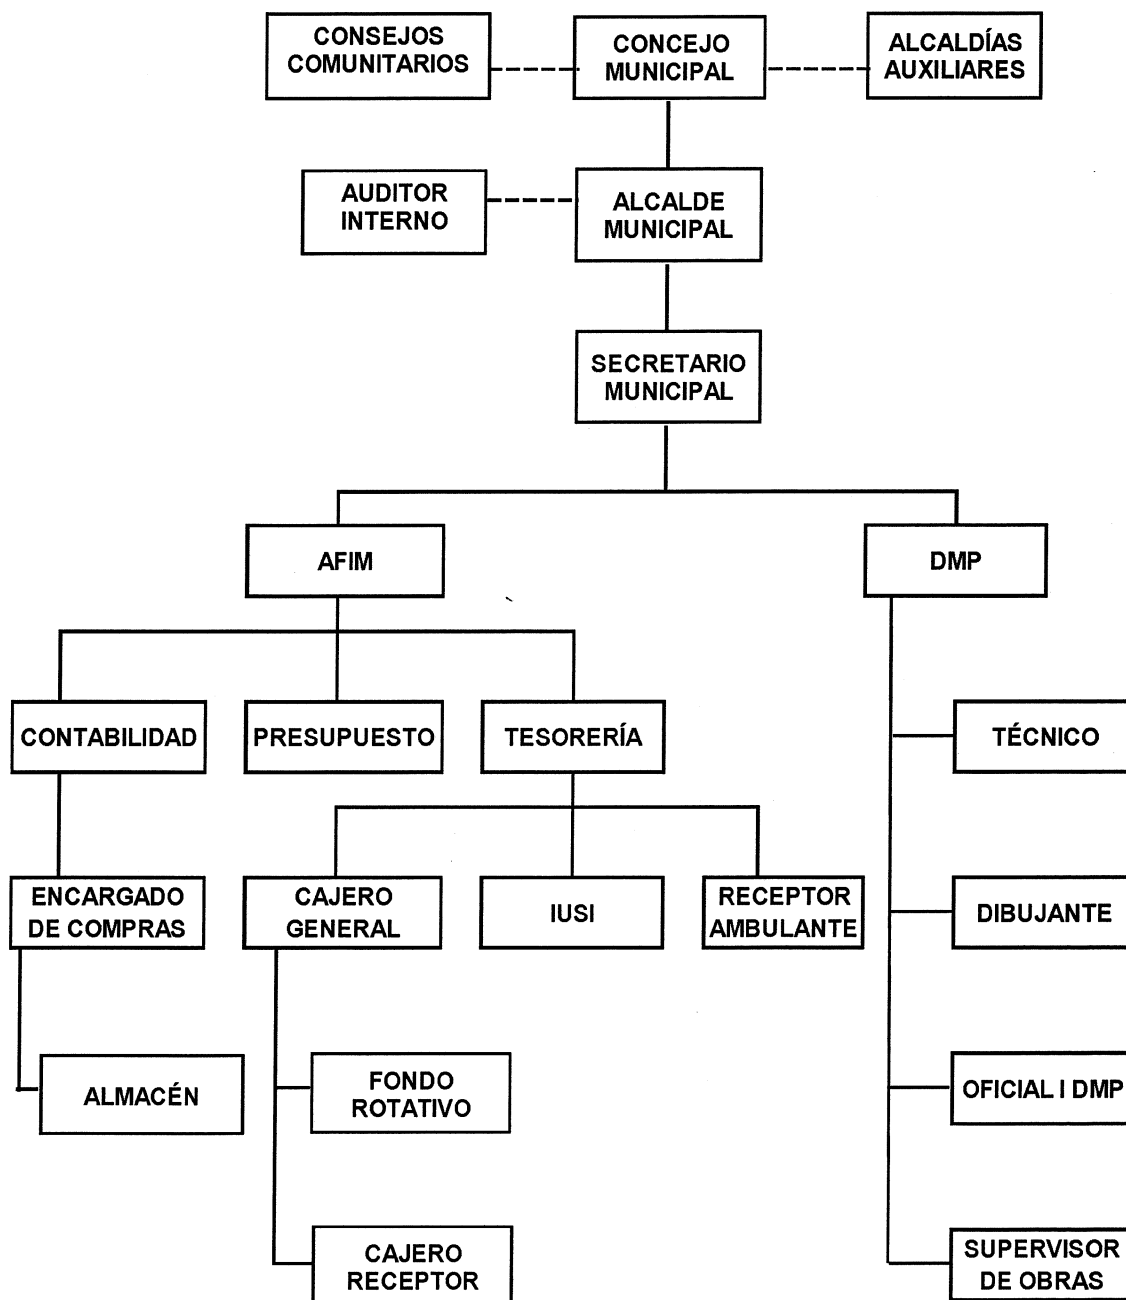 CONSEJOS
COMUNITARIOS
CONCEJO
MUNICIPAL
ALCALDÍAS
AUXILIARES
AUDITOR
INTERNO
ALCALDE
MUNICIPAL
SECRETARIO
MUNICIPAL
AFIM
DMP
CONTABILIDAD
PRESUPUESTO
TESORERÍA
TÉCNICO
ENCARGADO
DE COMPRAS
CAJERO
GENERAL
IUSI
RECEPTOR
AMBULANTE
DIBUJANTE
ALMACÉN
FONDO
ROTATIVO
OFICIAL I DMP
CAJERO
RECEPTOR
SUPERVISOR
DE OBRAS